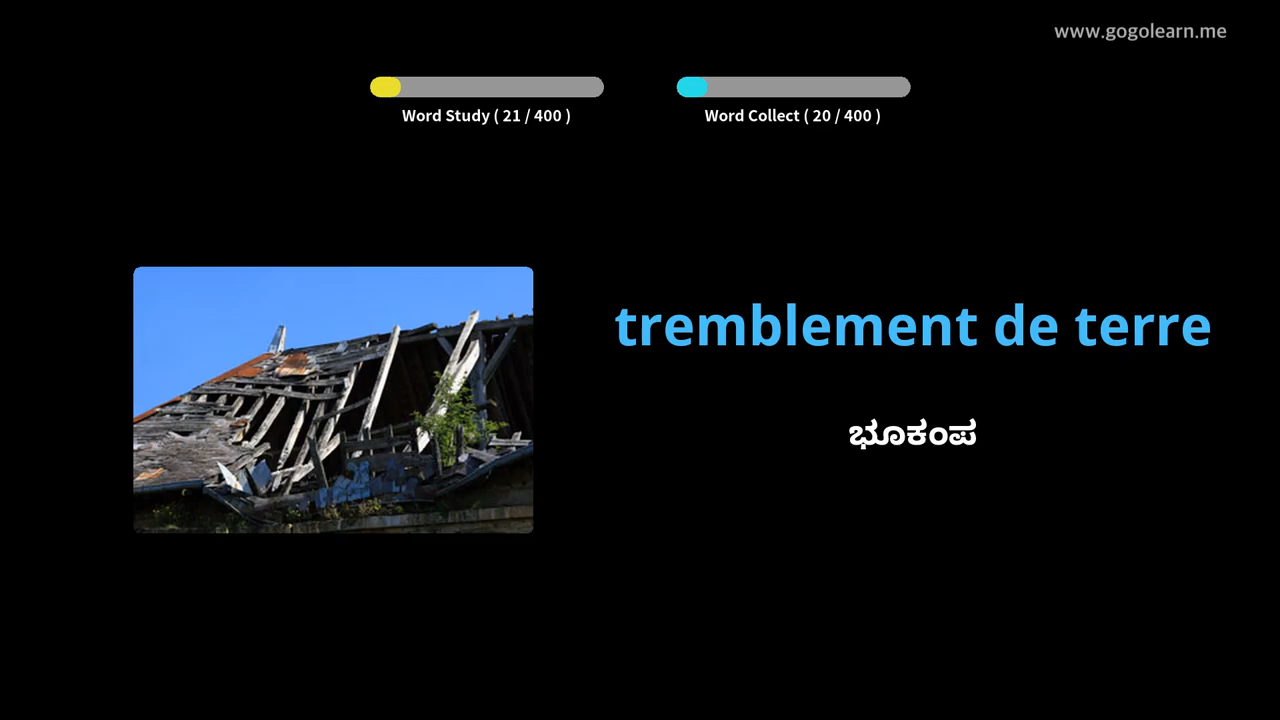 www.gogolearn.me
Word Study ( 21 / 400 )
Word Collect ( 20 / 400 )
tremblement de terre
ಭೂಕಂಪ